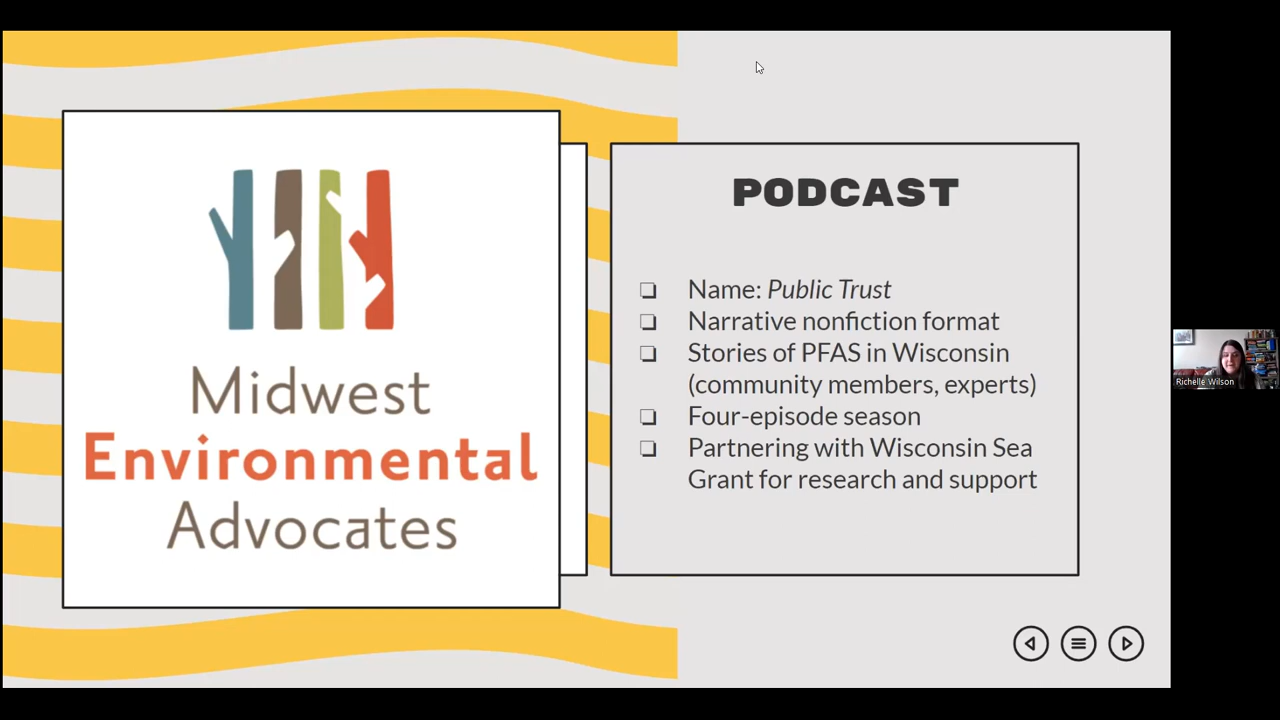 Midwest
Environmental
Advocates
PODCAST
Name: Public Trust
Narrative nonfiction format
Stories of PFAS in Wisconsin
(community members, experts)
Four-episode season
Partnering with Wisconsin Sea
Grant for research and support
Richelle Wilson